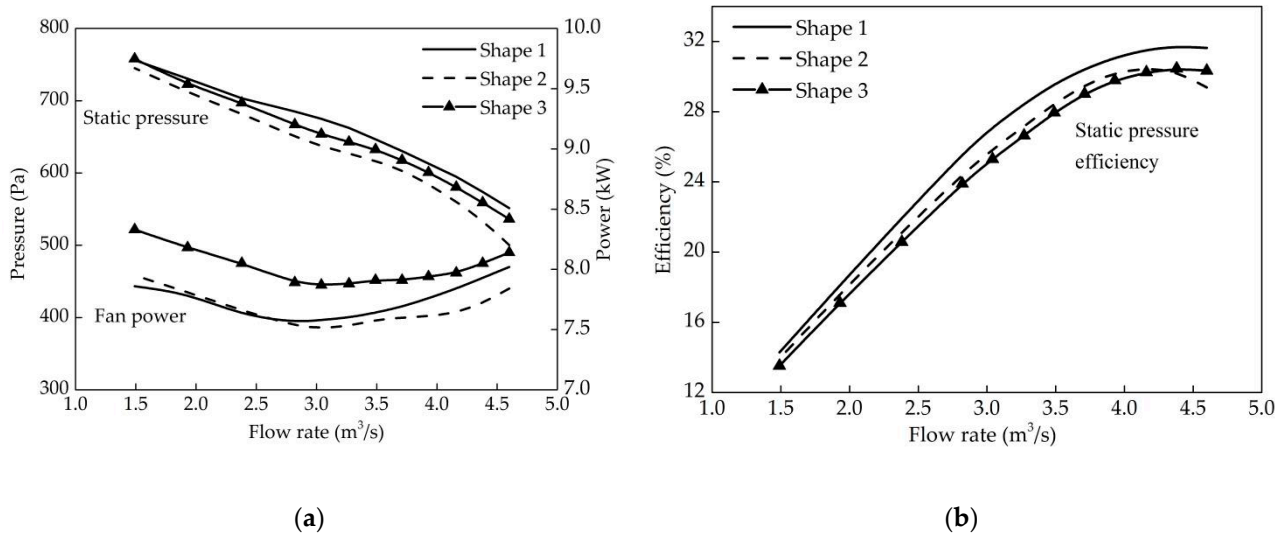 800
700
600
500
400
300
Pressure (Pa)
Static pressure
Fan power
Shape 1
Shape 2
Shape 3
10.0
9.5
9.0
8.5
8.0
7.5
7.0
Power (kW)
1.0 1.5 2.0 2.5 3.0 3.5 4.0 4.5 5.0
Flow rate (m³/s)
(a)
32
28
24
20
16
12
Efficiency (%)
Shape 1
Shape 2
Shape 3
Static pressure
efficiency
1.0 1.5 2.0 2.5 3.0 3.5 4.0 4.5 5.0
Flow rate (m³/s)
(b)